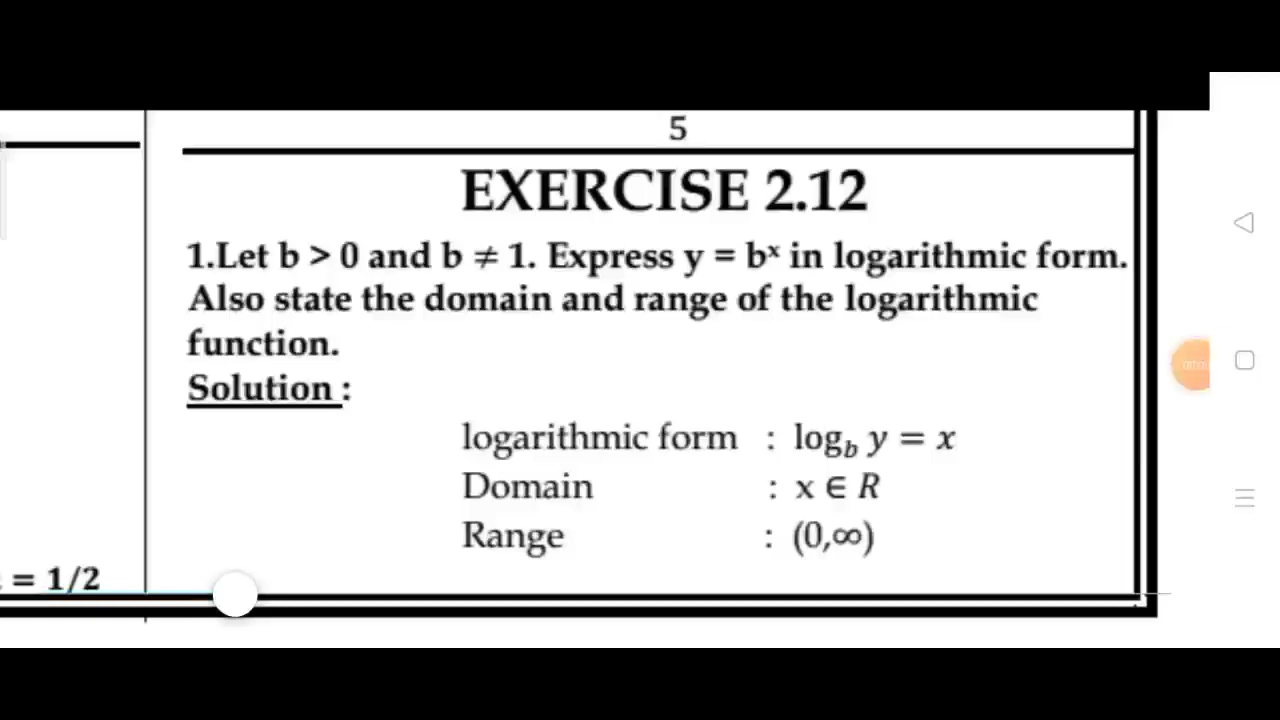 5
EXERCISE 2.12
1.Let b > 0 and b ≠ 1. Express y = bˣ in logarithmic form.
Also state the domain and range of the logarithmic
function.
Solution :
logarithmic form : log_b y = x
Domain : x ∈ R
Range : (0,∞)
= 1/2